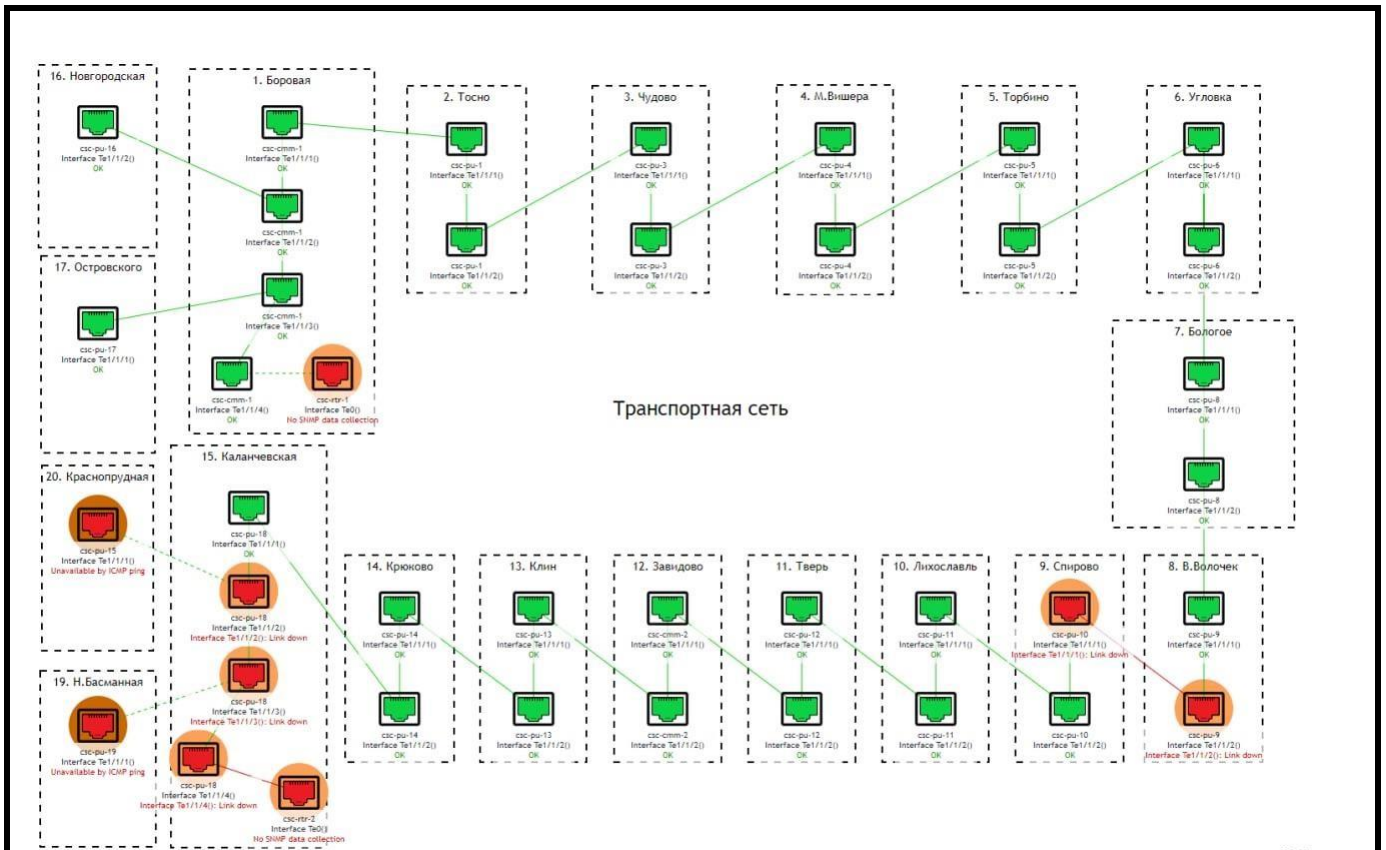 16. Новгородская
csc-pu-16
Interface Te1/1/2()
OK
1. Боровая
csc-cmm-1
Interface Te1/1/1()
OK
csc-cmm-1
Interface Te1/1/2()
OK
csc-cmm-1
Interface Te1/1/3()
OK
csc-cmm-1
Interface Te1/1/4()
OK
csc-rtr-1
Interface Te0()
No SNMP data collection
2. Тосно
csc-pu-1
Interface Te1/1/1()
OK
csc-pu-1
Interface Te1/1/2()
OK
3. Чудово
csc-pu-3
Interface Te1/1/1()
OK
csc-pu-3
Interface Te1/1/2()
OK
4. М.Вишера
csc-pu-4
Interface Te1/1/1()
OK
csc-pu-4
Interface Te1/1/2()
OK
5. Торбино
csc-pu-5
Interface Te1/1/1()
OK
csc-pu-5
Interface Te1/1/2()
OK
6. Угловка
csc-pu-6
Interface Te1/1/1()
OK
csc-pu-6
Interface Te1/1/2()
OK
17. Островского
csc-pu-17
Interface Te1/1/1()
OK
7. Бологое
csc-pu-8
Interface Te1/1/1()
OK
csc-pu-8
Interface Te1/1/2()
OK
Транспортная сеть
20. Краснопрудная
csc-pu-15
Interface Te1/1/1()
Unavailable by ICMP ping
15. Каланчевская
csc-pu-18
Interface Te1/1/1()
OK
csc-pu-18
Interface Te1/1/2()
Interface Te1/1/2(): Link down
csc-pu-18
Interface Te1/1/3()
Interface Te1/1/3(): Link down
csc-pu-18
Interface Te1/1/4()
Interface Te1/1/4(): Link down
csc-rtr-2
Interface Te0()
No SNMP data collection
14. Крюково
csc-pu-14
Interface Te1/1/1()
OK
csc-pu-14
Interface Te1/1/2()
OK
13. Клин
csc-pu-13
Interface Te1/1/1()
OK
csc-pu-13
Interface Te1/1/2()
OK
12. Завидово
csc-cmm-2
Interface Te1/1/1()
OK
csc-cmm-2
Interface Te1/1/2()
OK
11. Тверь
csc-pu-12
Interface Te1/1/1()
OK
csc-pu-12
Interface Te1/1/2()
OK
10. Лихославль
csc-pu-11
Interface Te1/1/1()
OK
csc-pu-11
Interface Te1/1/2()
OK
9. Спирово
csc-pu-10
Interface Te1/1/1()
Interface Te1/1/1(): Link down
csc-pu-10
Interface Te1/1/2()
OK
8. В.Волочек
csc-pu-9
Interface Te1/1/1()
OK
csc-pu-9
Interface Te1/1/2()
Interface Te1/1/2(): Link down
19. Н.Басманная
csc-pu-19
Interface Te1/1/1()
Unavailable by ICMP ping